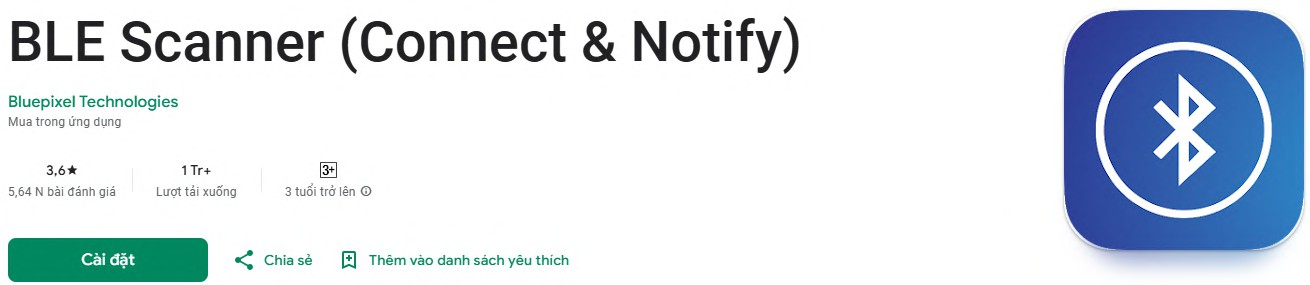 BLE Scanner (Connect & Notify)
Bluepixel Technologies
Mua trong ứng dụng
3,6★ 1 Tr+ 3+
5,64 N bài đánh giá Lượt tải xuống 3 tuổi trở lên
Cài đặt Chia sẻ Thêm vào danh sách yêu thích